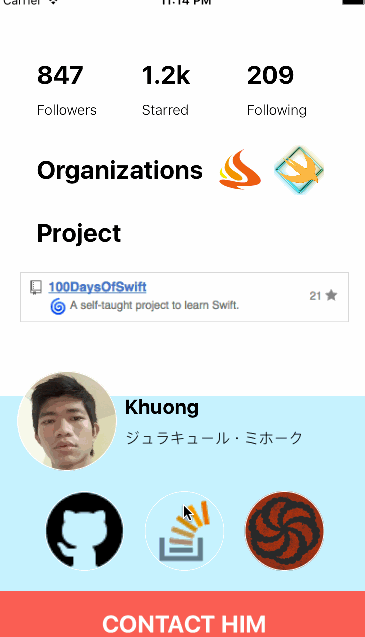 Carrier
11:14 PM
847 1.2k 209
Followers Starred Following
Organizations
Project
100DaysOfSwift
A self-taught project to learn Swift.
21
Khuong
ジュラキュール・ミホーク
CONTACT HIM